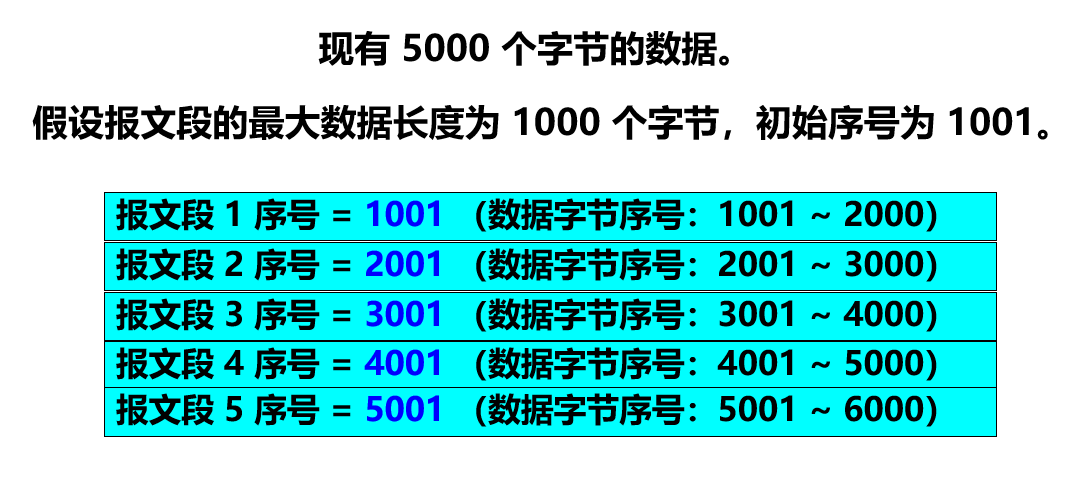 现有 5000 个字节的数据。
假设报文段的最大数据长度为 1000 个字节，初始序号为 1001。
报文段 1 序号 = 1001 （数据字节序号：1001 ~ 2000）
报文段 2 序号 = 2001 （数据字节序号：2001 ~ 3000）
报文段 3 序号 = 3001 （数据字节序号：3001 ~ 4000）
报文段 4 序号 = 4001 （数据字节序号：4001 ~ 5000）
报文段 5 序号 = 5001 （数据字节序号：5001 ~ 6000）